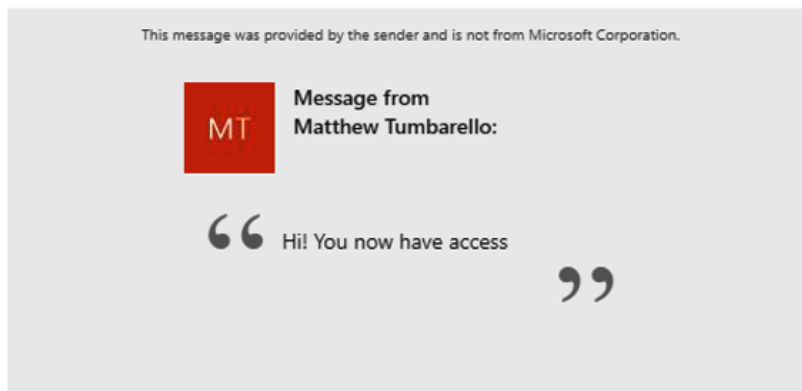 This message was provided by the sender and is not from Microsoft Corporation.
MT
Message from
Matthew Tumbarello:
“ Hi! You now have access
”